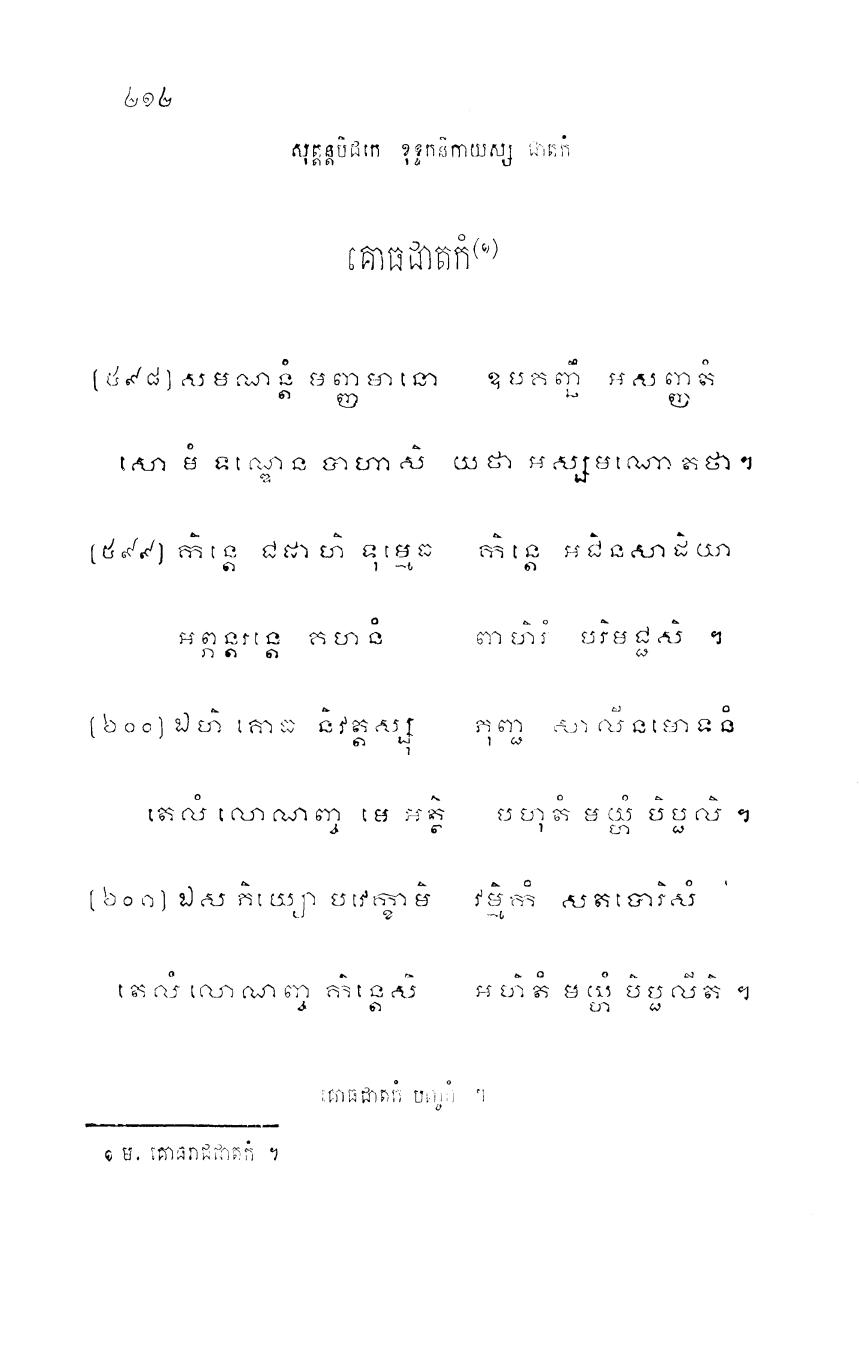 ២១២
សុត្តន្តបិដកេ ខុទ្ទកនិកាយស្ស ជាតកំ
គោធជាតកំ(១)
[៥៩៨] សមណន្តំ មញ្ញមានោ ឧបគញ្ឆឹ អសញ្ញតំ
សោ មំ ទណ្ឌេន បាហាសិ យថា អស្សមណោ តថា ។
[៥៩៩] កិន្តេ ជដាហិ ទុម្មេធ កិន្តេ អជិនសាដិយា
អព្ភន្តរន្តេ គហនំ ពាហិរំ បរិមជ្ជសិ ។
[៦០០] ឯហិ គោធ និវត្តស្សុ ភុញ្ជ សាលីនមោទនំ
តេលំ លោណញ្ច មេ អត្ថិ បហុតំ មយ្ហំ បិប្ផលិ ។
[៦០១] ឯស ភិយ្យោ បវេក្ខាមិ វម្មិកំ សតបោរិសំ
តេលំ លោណញ្ច កិន្តេសិ អហិតំ មយ្ហំ បិប្ផលីតិ ។
គោធជាតកំ បញ្ចមំ ។
១ ម. គោធរាជជាតកំ ។